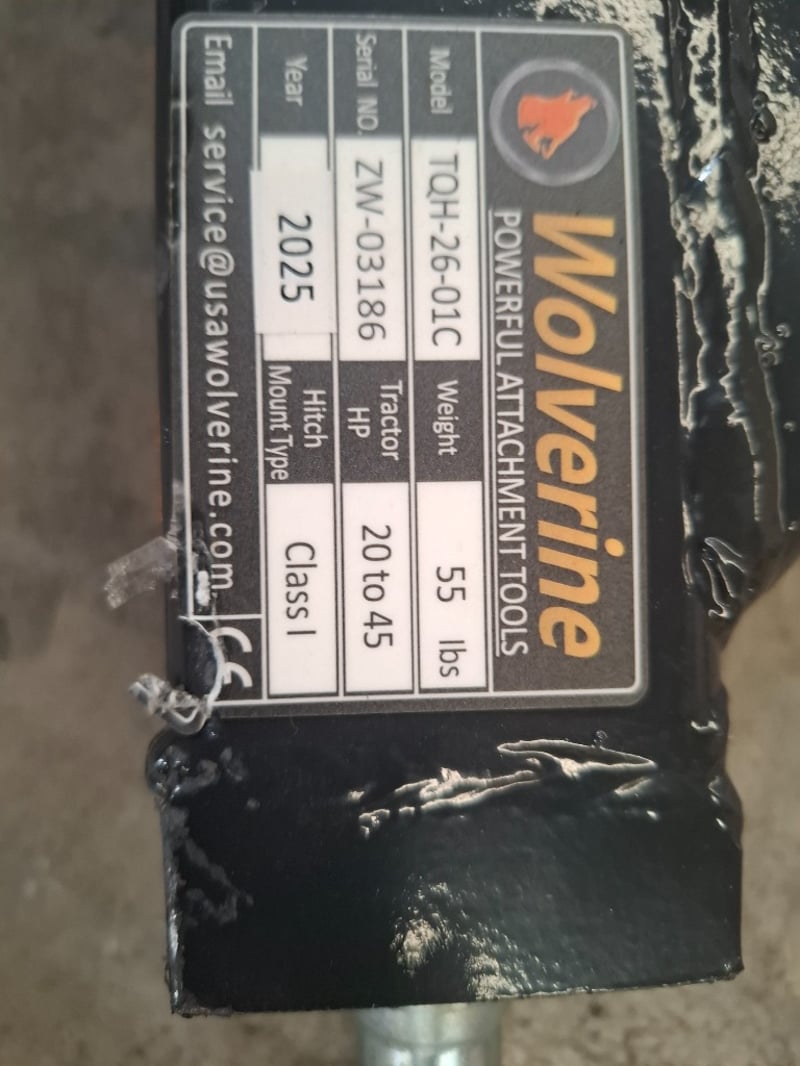 Wolverine
POWERFUL ATTACHMENT TOOLS
Model TQH-26-01C Weight 55 lbs
Serial NO. ZW-03186 Tractor HP 20 to 45
Year 2025 Hitch Mount Type Class I
Email service@usawolverine.com CE